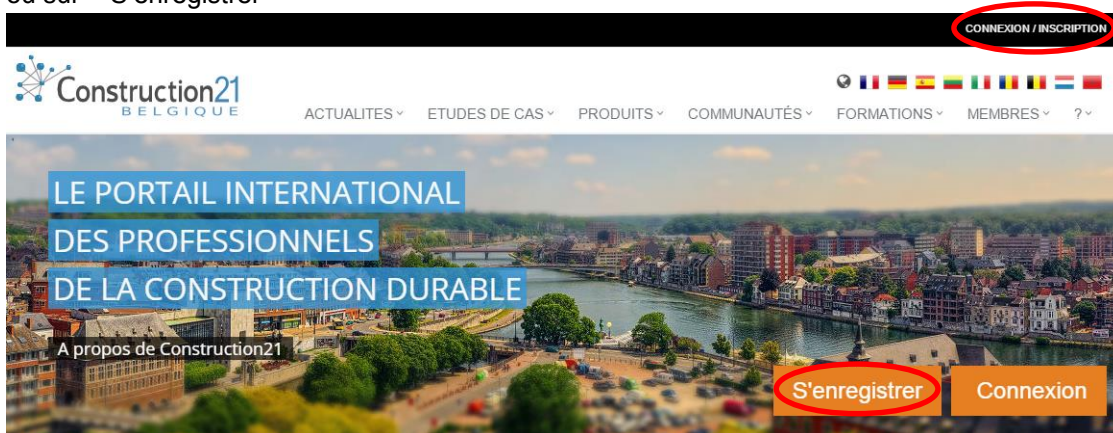 CONNEXION / INSCRIPTION
Construction21
BELGIQUE
ACTUALITES ETUDES DE CAS PRODUITS COMMUNAUTÉS FORMATIONS MEMBRES ?
LE PORTAIL INTERNATIONAL
DES PROFESSIONNELS
DE LA CONSTRUCTION DURABLE
A propos de Construction21
S'enregistrer Connexion